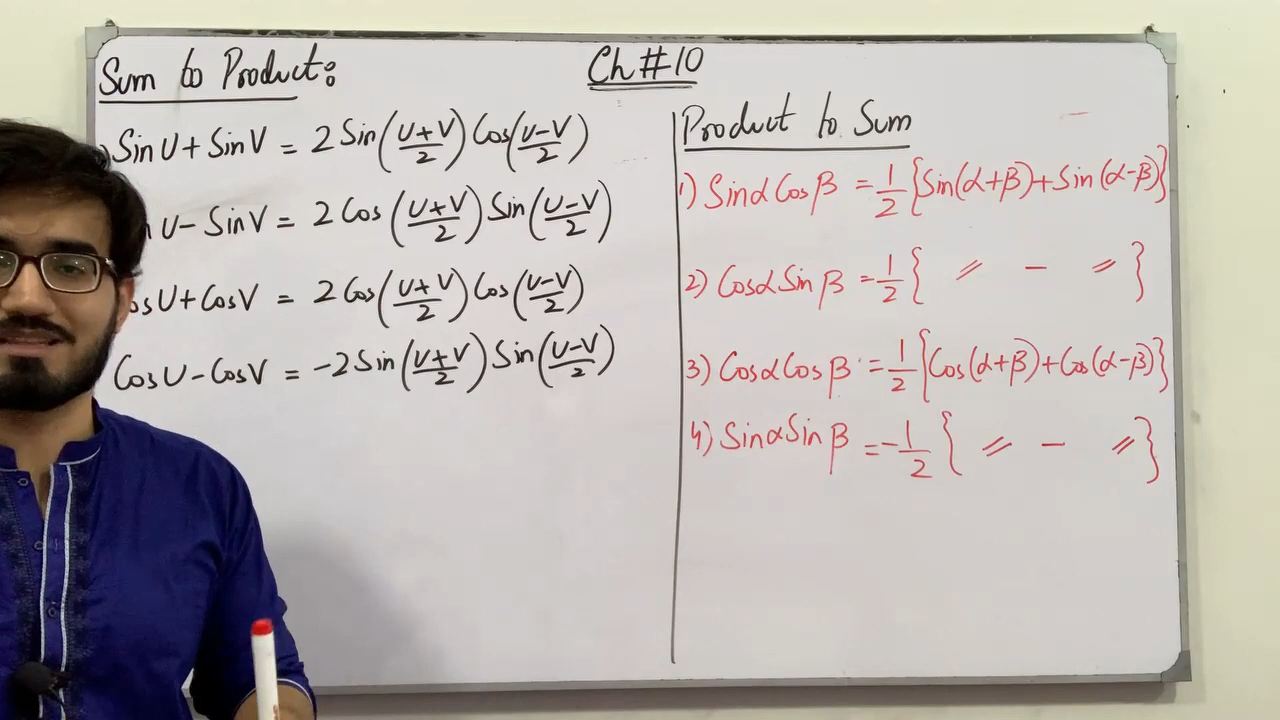 Sum to Product:
Ch#10
Sin U + Sin V = 2 Sin(U+V/2) Cos(U-V/2)
U - Sin V = 2 Cos(U+V/2) Sin(U-V/2)
os U + Cos V = 2 Cos(U+V/2) Cos(U-V/2)
Cos U - Cos V = -2 Sin(U+V/2) Sin(U-V/2)
Product to Sum
1) Sinα Cosβ = 1/2 {Sin(α+β) + Sin(α-β)}
2) Cosα Sinβ = 1/2 { 〃 - 〃 }
3) Cosα Cosβ = 1/2 {Cos(α+β) + Cos(α-β)}
4) Sinα Sinβ = -1/2 { 〃 - 〃 }